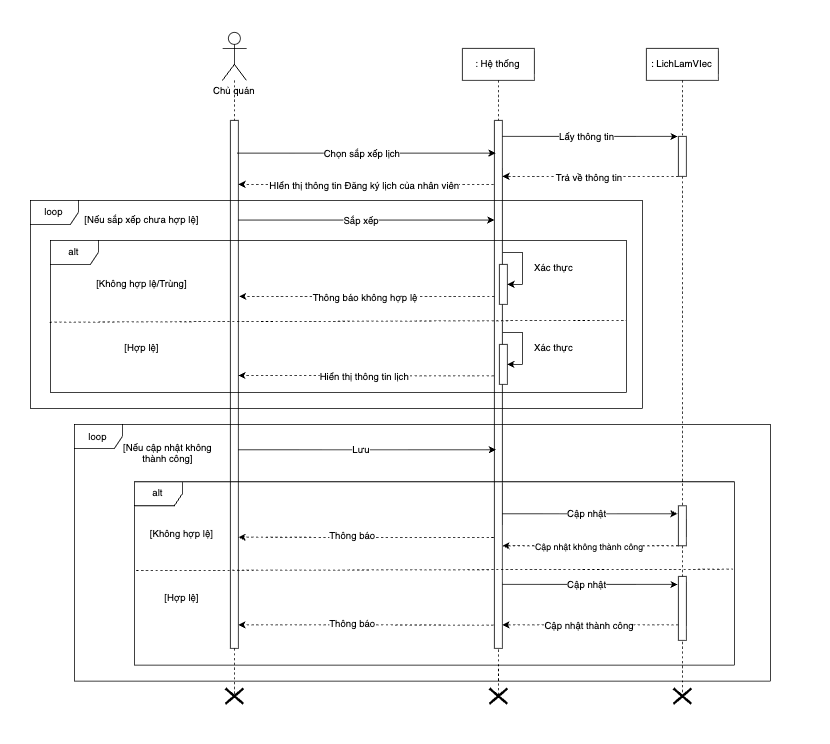 : Hệ thống
: LichLamVIec
Chủ quán
Lấy thông tin
Chọn sắp xếp lịch
Trả về thông tin
HIển thị thông tin Đăng ký lịch của nhân viên
loop
[Nếu sắp xếp chưa hợp lệ]
Sắp xếp
alt
Xác thực
[Không hợp lệ/Trùng]
Thông báo không hợp lệ
Xác thực
[Hợp lệ]
Hiển thị thông tin lịch
loop
[Nếu cập nhật không
thành công]
Lưu
alt
Cập nhật
[Không hợp lệ]
Thông báo
Cập nhật không thành công
Cập nhật
[Hợp lệ]
Thông báo
Cập nhật thành công